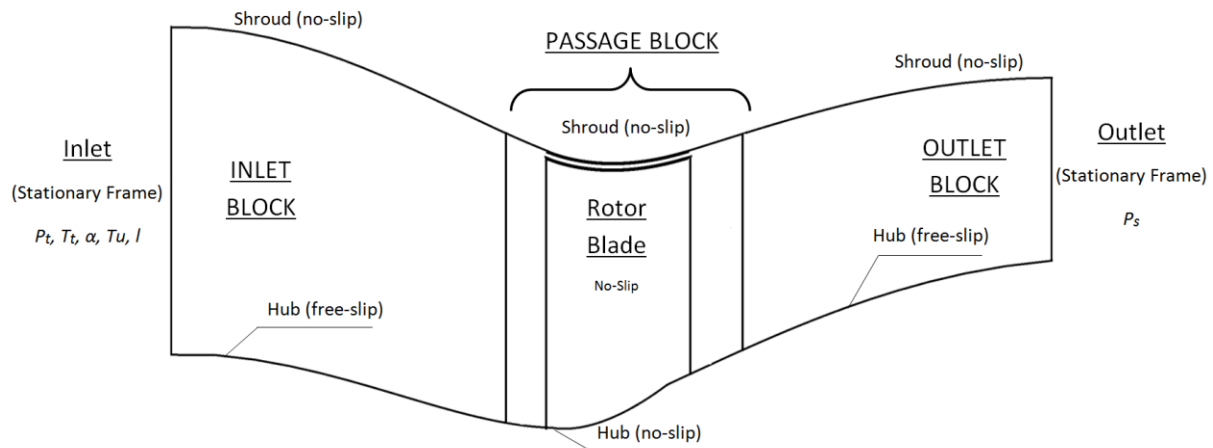 Shroud (no-slip)
PASSAGE BLOCK
Shroud (no-slip)
Shroud (no-slip)
Inlet
(Stationary Frame)
Pt, Tt, α, Tu, l
INLET
BLOCK
Rotor
Blade
No-Slip
OUTLET
BLOCK
Outlet
(Stationary Frame)
Ps
Hub (free-slip)
Hub (free-slip)
Hub (no-slip)